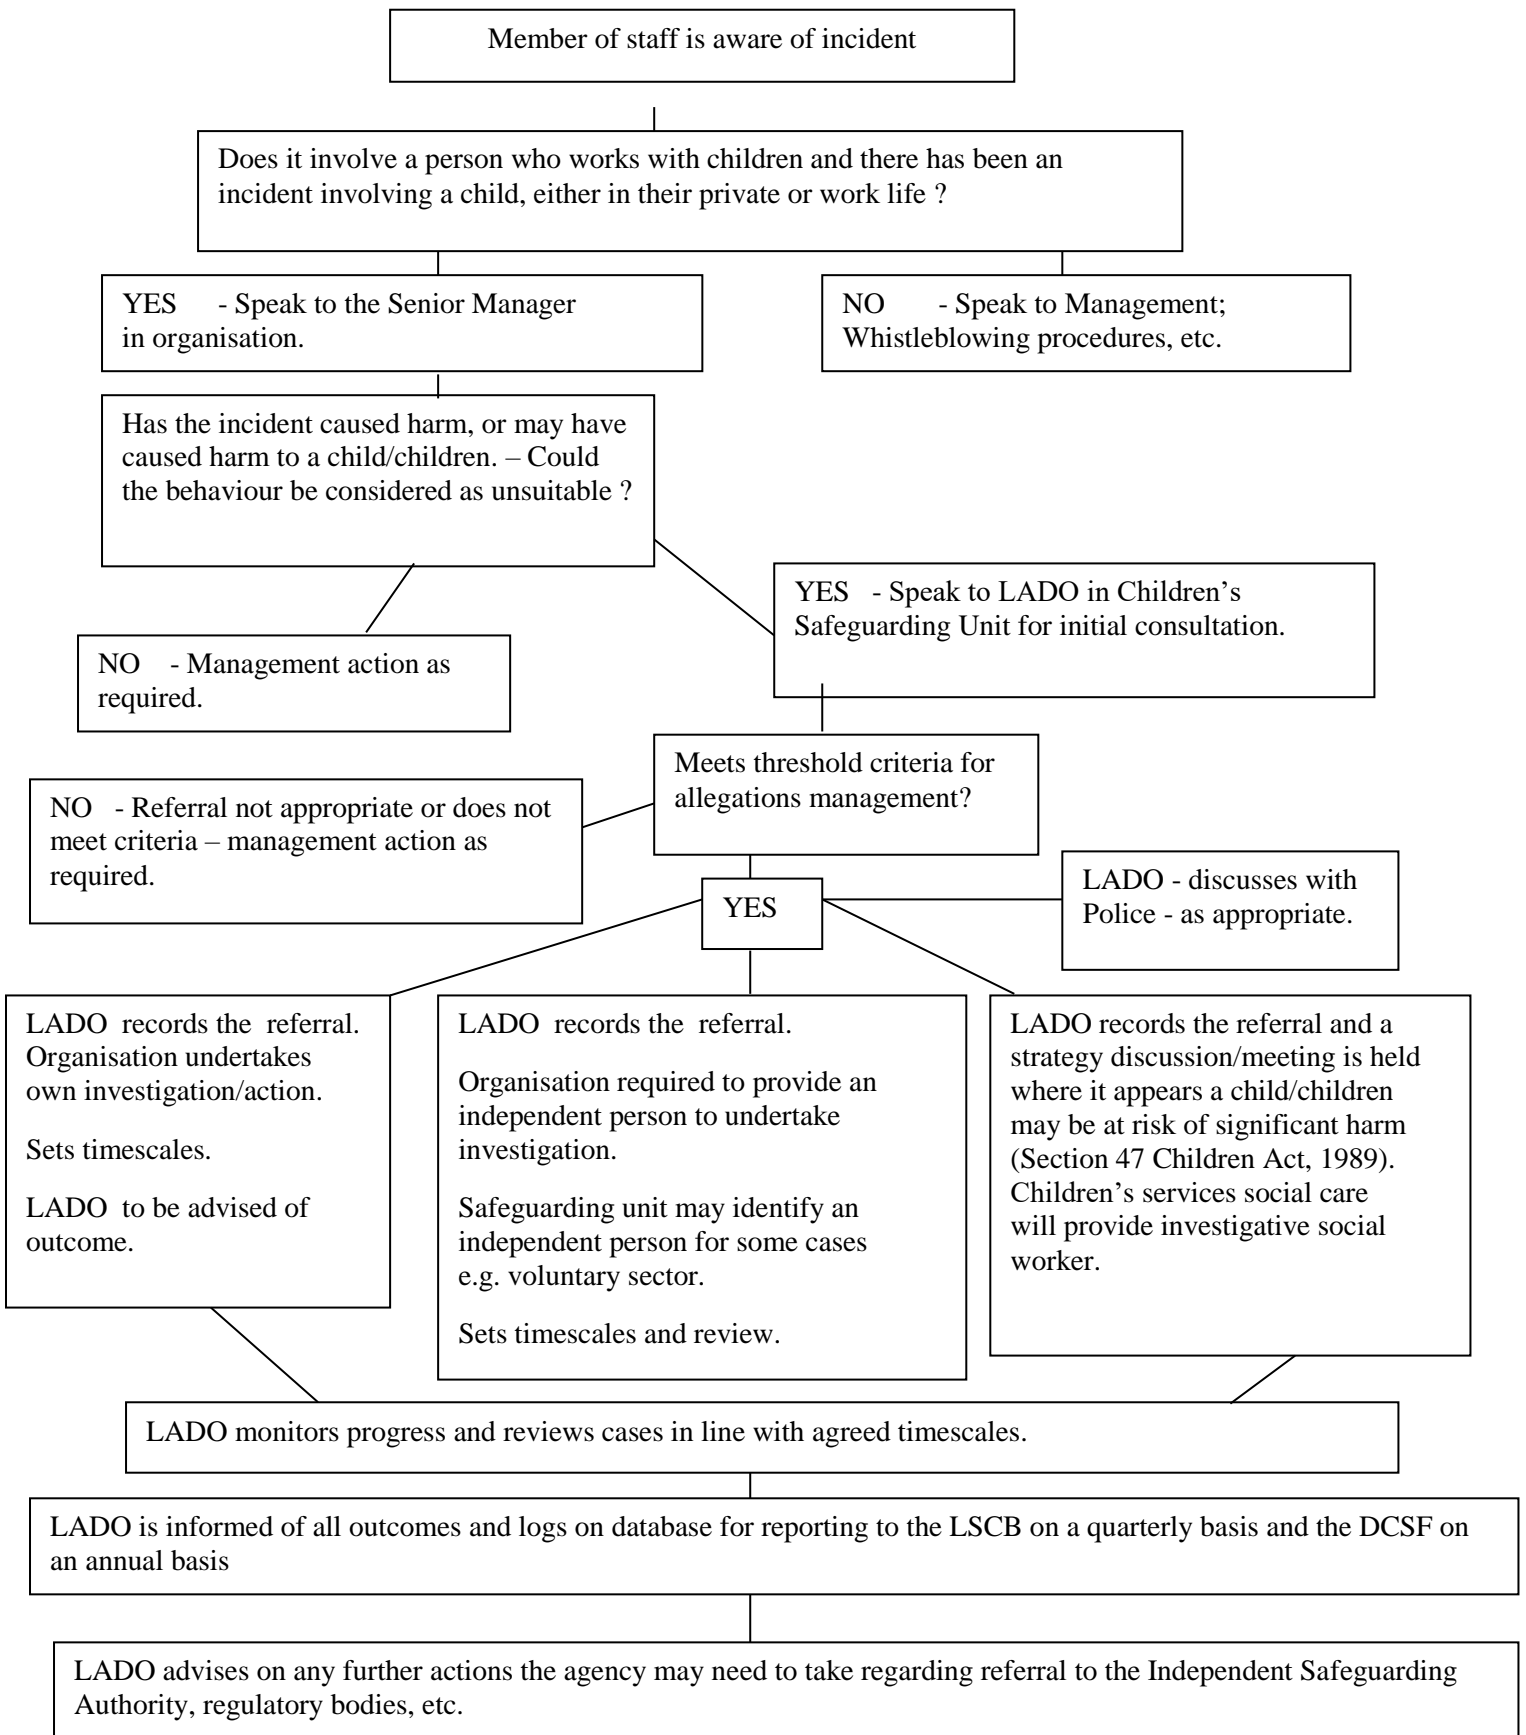 Member of staff is aware of incident
Does it involve a person who works with children and there has been an
incident involving a child, either in their private or work life ?
YES - Speak to the Senior Manager
in organisation.
NO - Speak to Management;
Whistleblowing procedures, etc.
Has the incident caused harm, or may have
caused harm to a child/children. – Could
the behaviour be considered as unsuitable ?
YES - Speak to LADO in Children’s
Safeguarding Unit for initial consultation.
NO - Management action as
required.
Meets threshold criteria for
allegations management?
NO - Referral not appropriate or does not
meet criteria – management action as
required.
YES
LADO - discusses with
Police - as appropriate.
LADO records the referral.
Organisation undertakes
own investigation/action.
Sets timescales.
LADO to be advised of
outcome.
LADO records the referral.
Organisation required to provide an
independent person to undertake
investigation.
Safeguarding unit may identify an
independent person for some cases
e.g. voluntary sector.
Sets timescales and review.
LADO records the referral and a
strategy discussion/meeting is held
where it appears a child/children
may be at risk of significant harm
(Section 47 Children Act, 1989).
Children’s services social care
will provide investigative social
worker.
LADO monitors progress and reviews cases in line with agreed timescales.
LADO is informed of all outcomes and logs on database for reporting to the LSCB on a quarterly basis and the DCSF on
an annual basis
LADO advises on any further actions the agency may need to take regarding referral to the Independent Safeguarding
Authority, regulatory bodies, etc.